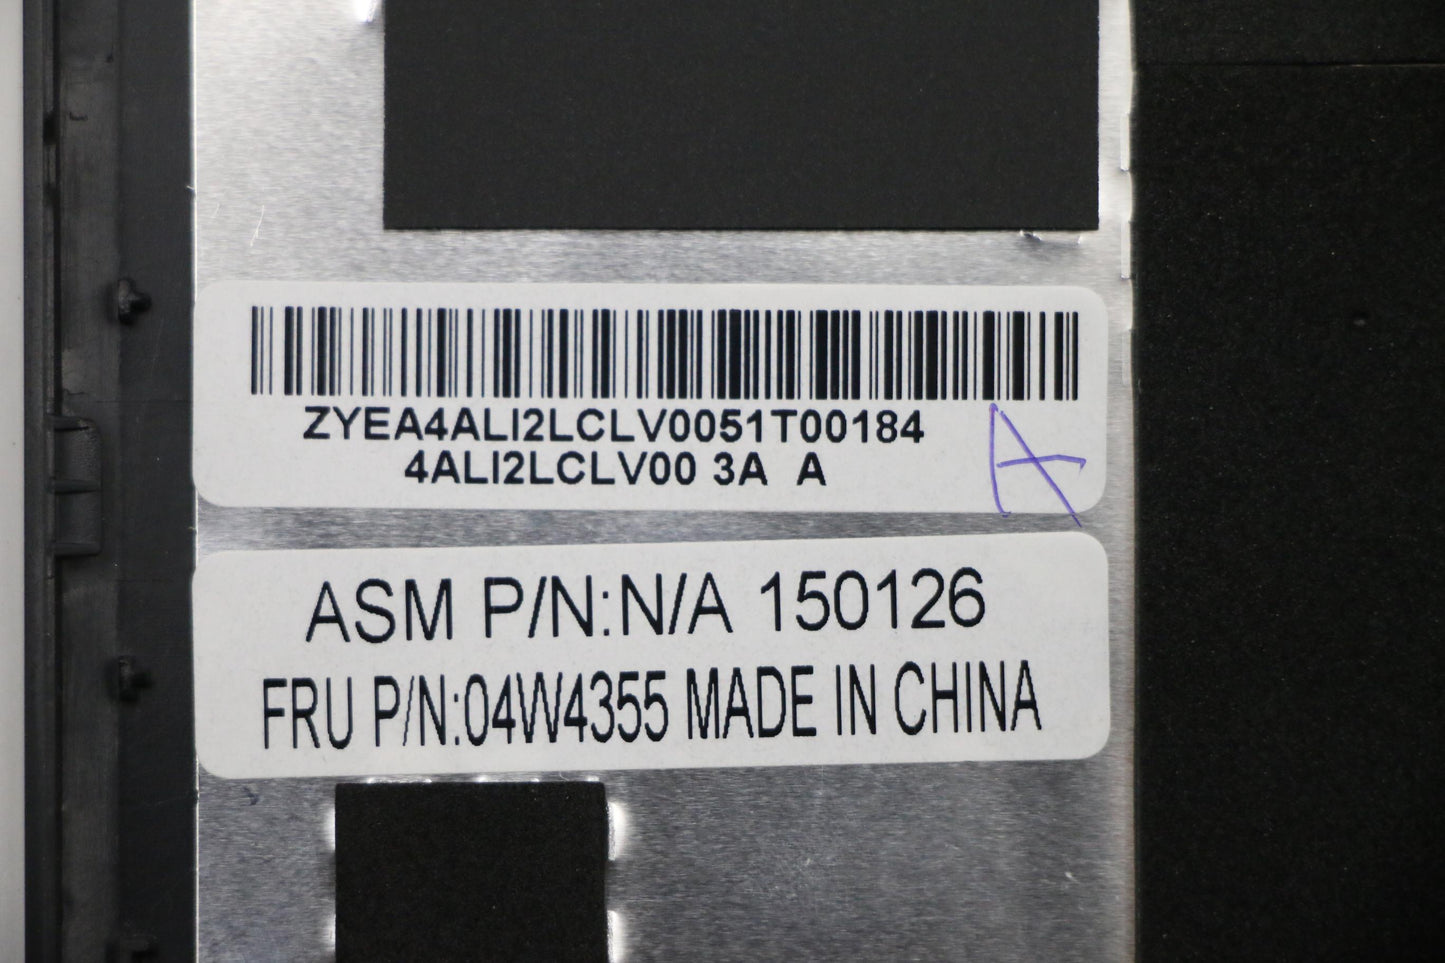 ZYEA4ALI2LCLV0051T00184
4ALI2LCLV00 3A A
A
ASM P/N:N/A 150126
FRU P/N:04W4355 MADE IN CHINA